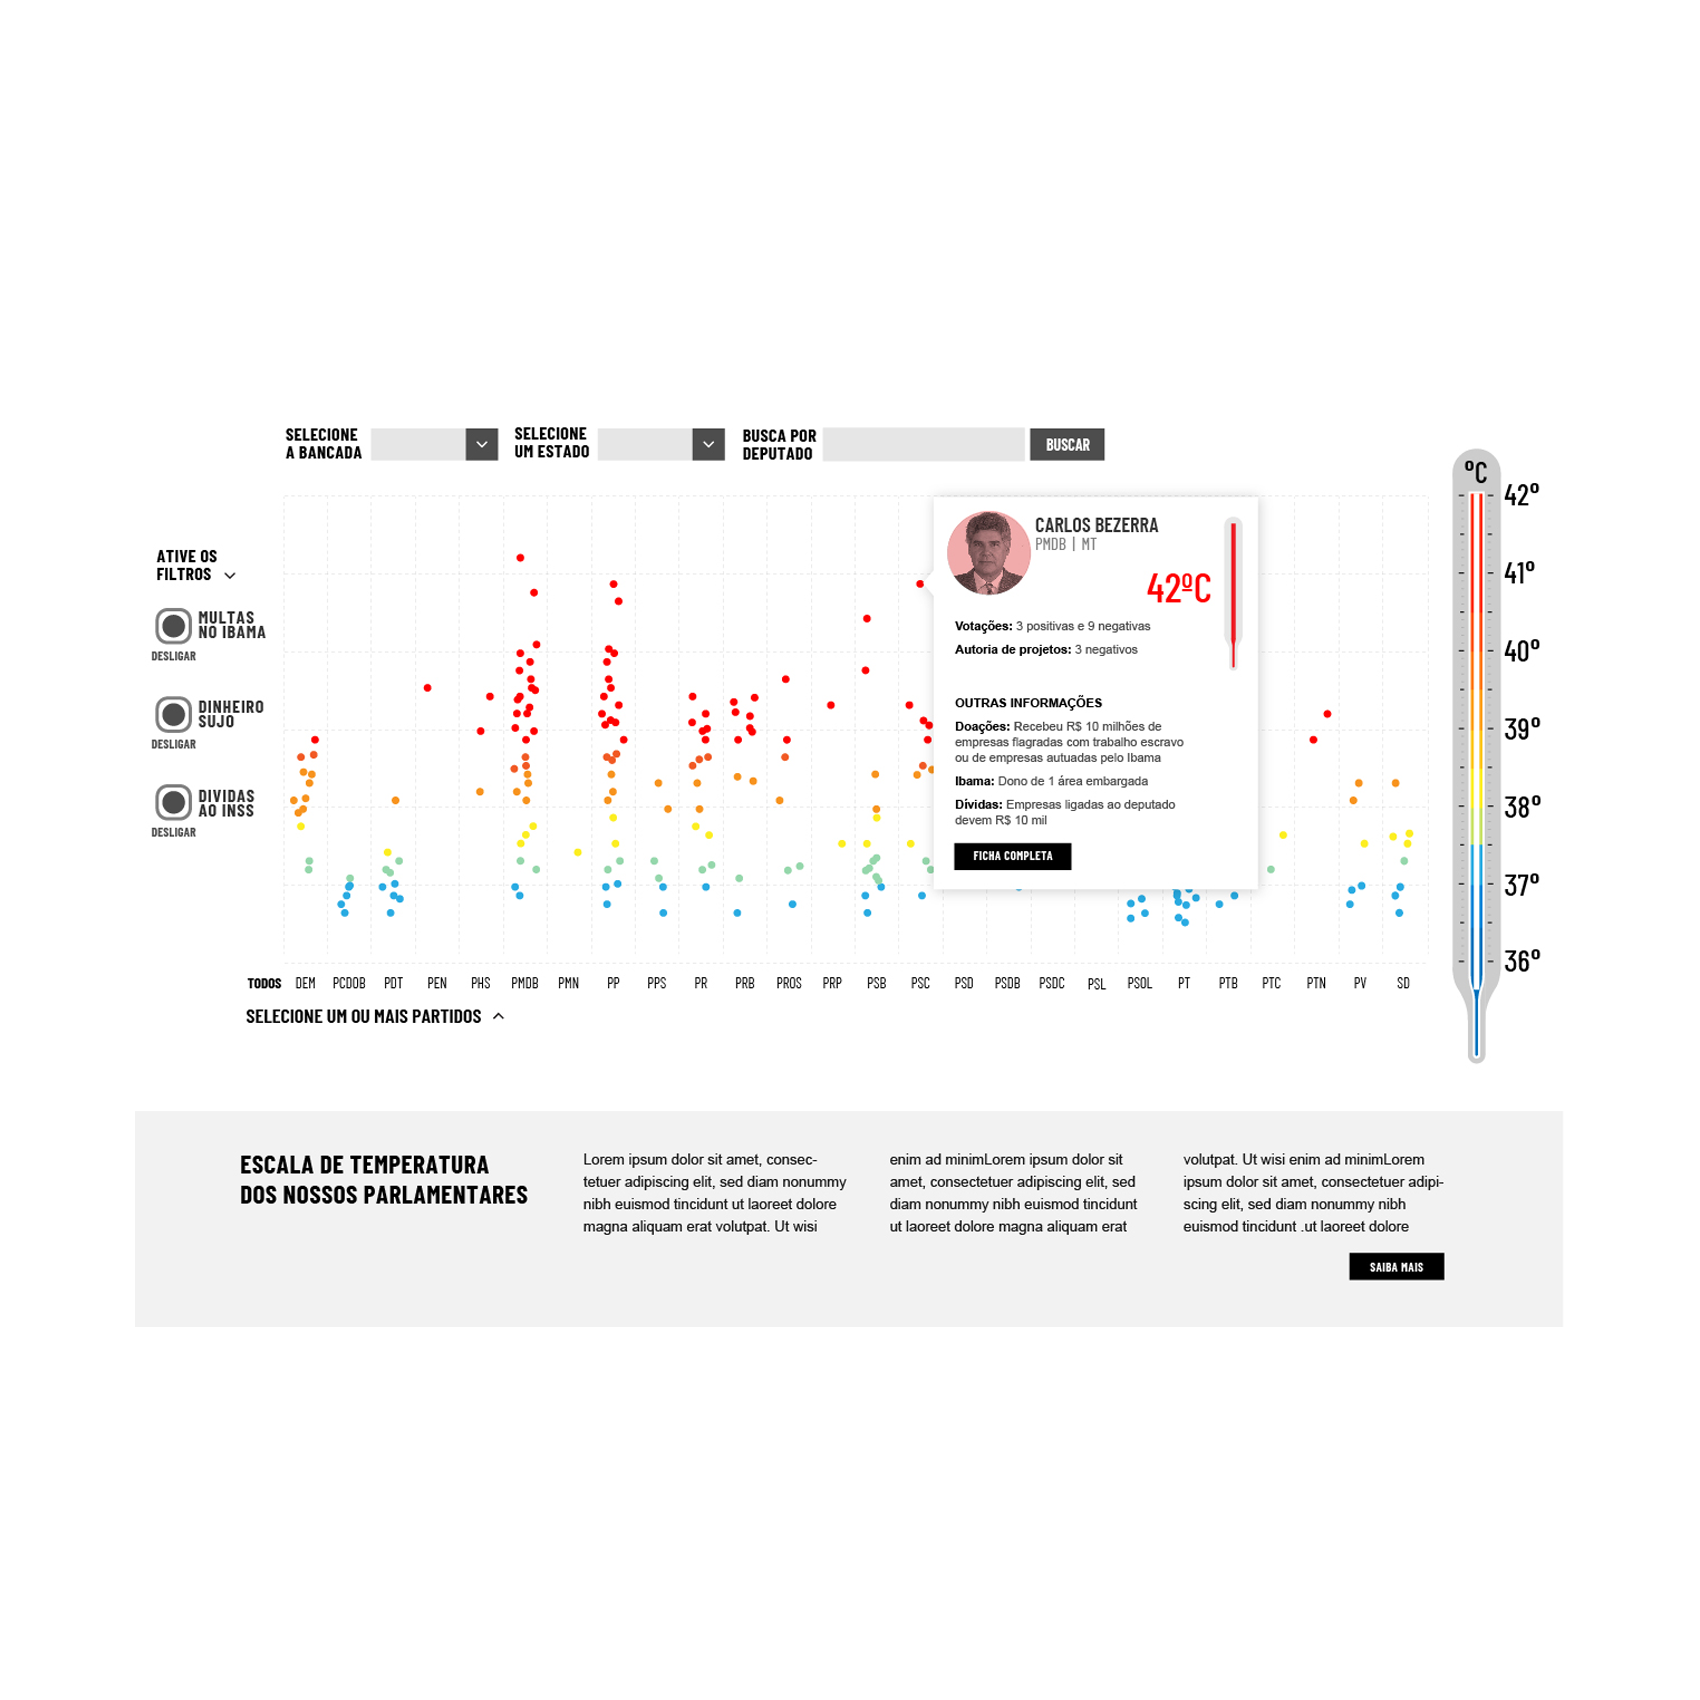 SELECIONE
A BANCADA
SELECIONE
UM ESTADO
BUSCA POR
DEPUTADO
BUSCAR
ATIVE OS
FILTROS
MULTAS
NO IBAMA
DESLIGAR
DINHEIRO
SUJO
DESLIGAR
DIVIDAS
AO INSS
DESLIGAR
CARLOS BEZERRA
PMDB | MT
42ºC
Votações: 3 positivas e 9 negativas
Autoria de projetos: 3 negativos
OUTRAS INFORMAÇÕES
Doações: Recebeu R$ 10 milhões de
empresas flagradas com trabalho escravo
ou de empresas autuadas pelo Ibama
Ibama: Dono de 1 área embargada
Dívidas: Empresas ligadas ao deputado
devem R$ 10 mil
FICHA COMPLETA
ºC
42º
41º
40º
39º
38º
37º
36º
TODOS DEM PCDOB PDT PEN PHS PMDB PMN PP PPS PR PRB PROS PRP PSB PSC PSD PSDB PSDC PSL PSOL PT PTB PTC PTN PV SD
SELECIONE UM OU MAIS PARTIDOS
ESCALA DE TEMPERATURA
DOS NOSSOS PARLAMENTARES
Lorem ipsum dolor sit amet, consec-
tetuer adipiscing elit, sed diam nonummy
nibh euismod tincidunt ut laoreet dolore
magna aliquam erat volutpat. Ut wisi
enim ad minimLorem ipsum dolor sit
amet, consectetuer adipiscing elit, sed
diam nonummy nibh euismod tincidunt
ut laoreet dolore magna aliquam erat
volutpat. Ut wisi enim ad minimLorem
ipsum dolor sit amet, consectetuer adipi-
scing elit, sed diam nonummy nibh
euismod tincidunt .ut laoreet dolore
SAIBA MAIS